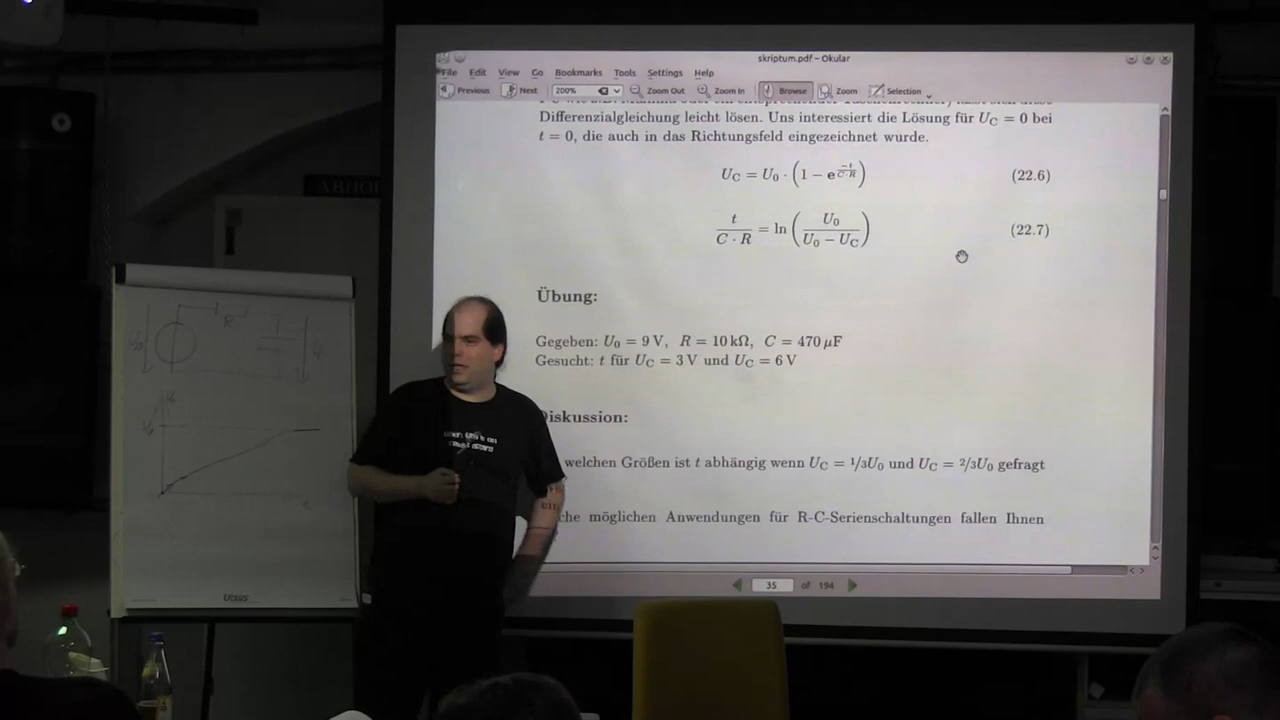 skriptum.pdf – Okular
File Edit View Go Bookmarks Tools Settings Help
Previous Next 200% Zoom Out Zoom In Browse Zoom Selection
Differenzialgleichung leicht lösen. Uns interessiert die Lösung für U_C = 0 bei
t = 0, die auch in das Richtungsfeld eingezeichnet wurde.
U_C = U_0 · (1 − e^(−t/(C·R))) (22.6)
t/(C · R) = ln(U_0/(U_0 − U_C)) (22.7)
Übung:
Gegeben: U_0 = 9 V, R = 10 kΩ, C = 470 μF
Gesucht: t für U_C = 3 V und U_C = 6 V
Diskussion:
welchen Größen ist t abhängig wenn U_C = 1/3U_0 und U_C = 2/3U_0 gefragt
che möglichen Anwendungen für R-C-Serienschaltungen fallen Ihnen
35 of 194
R